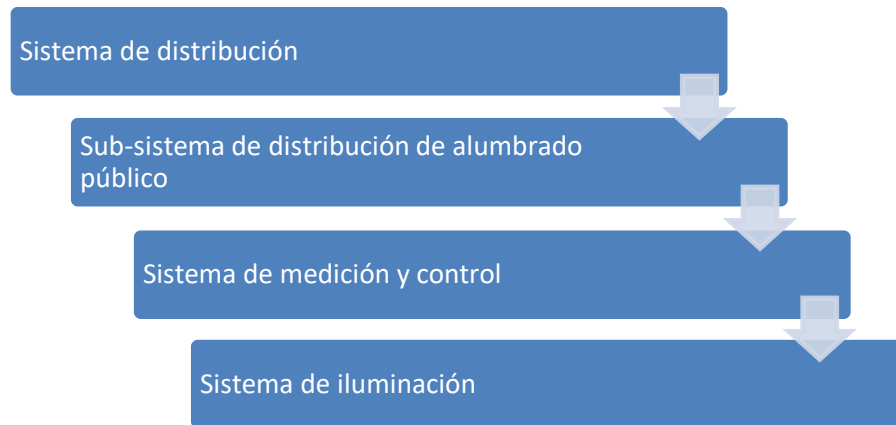 Sistema de distribución
Sub-sistema de distribución de alumbrado
público
Sistema de medición y control
Sistema de iluminación